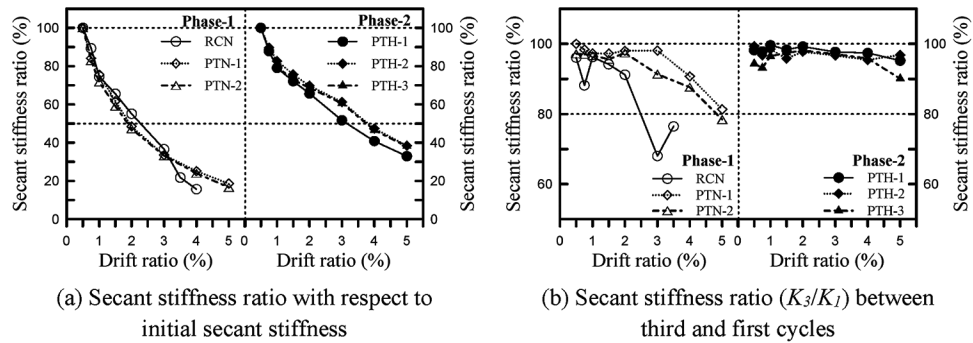 Secant stiffness ratio (%)
100
80
60
40
20
0
Phase-1
RCN
PTN-1
PTN-2
Phase-2
PTH-1
PTH-2
PTH-3
100
80
60
40
20
0
Secant stiffness ratio (%)
0 1 2 3 4 5 0 1 2 3 4 5
Drift ratio (%) Drift ratio (%)
(a) Secant stiffness ratio with respect to
initial secant stiffness
Secant stiffness ratio (%)
100
80
60
Phase-1
RCN
PTN-1
PTN-2
Phase-2
PTH-1
PTH-2
PTH-3
100
80
60
Secant stiffness ratio (%)
0 1 2 3 4 5 0 1 2 3 4 5
Drift ratio (%) Drift ratio (%)
(b) Secant stiffness ratio (K3/K1) between
third and first cycles